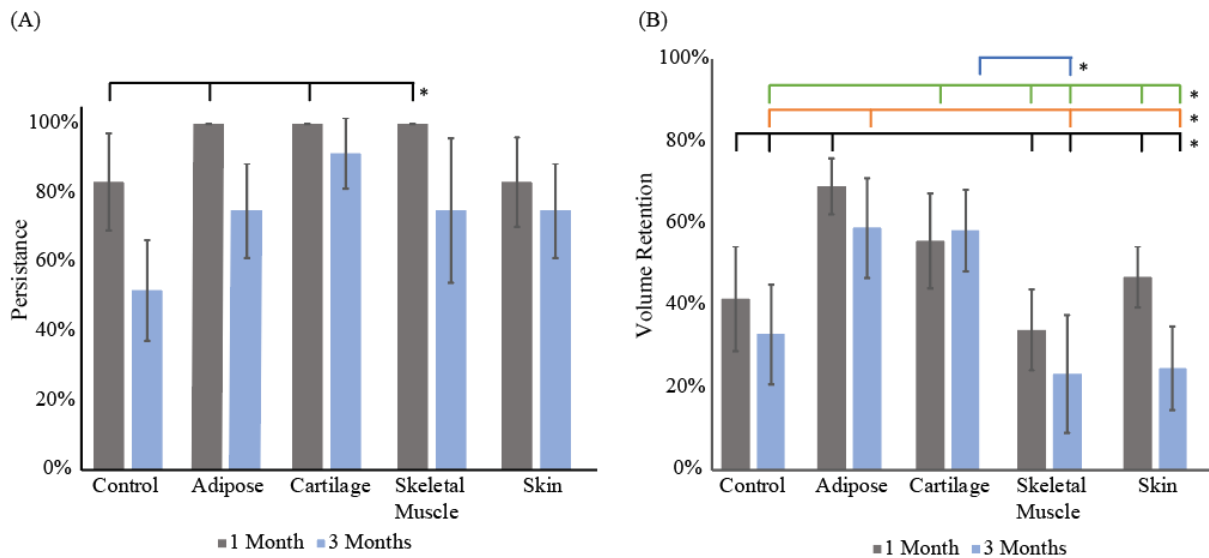 (A)
Persistance
100%
80%
60%
40%
20%
0%
*
Control Adipose Cartilage Skeletal Muscle Skin
1 Month 3 Months
(B)
Volume Retention
100%
80%
60%
40%
20%
0%
*
*
*
*
Control Adipose Cartilage Skeletal Muscle Skin
1 Month 3 Months